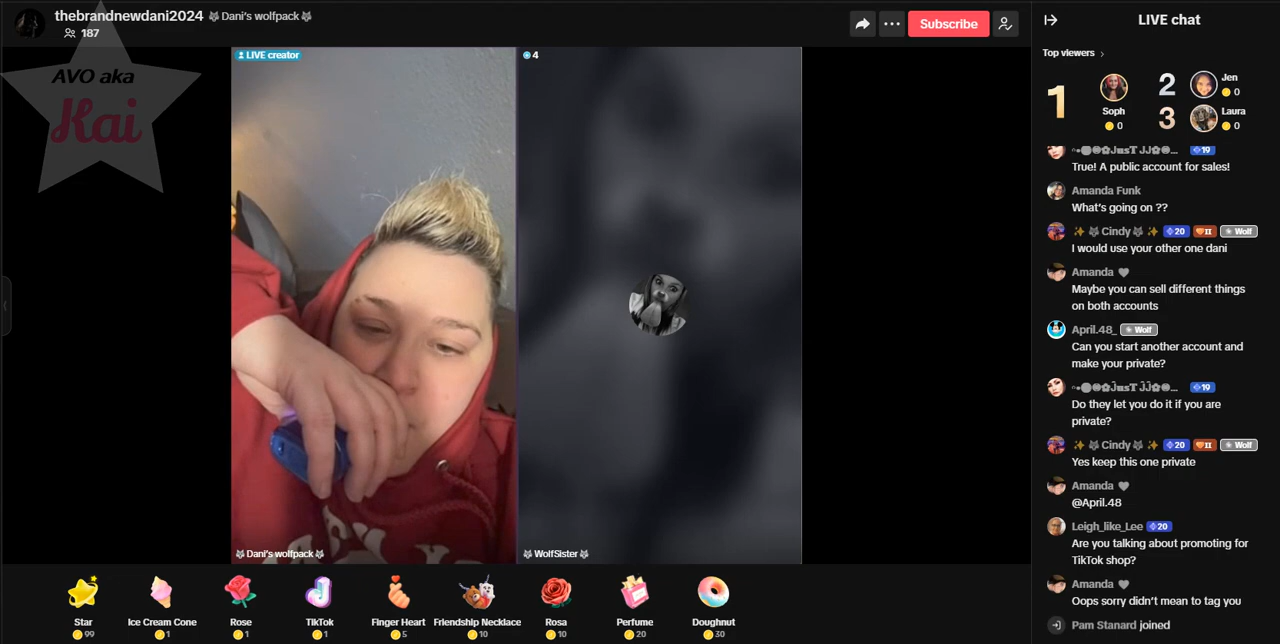 thebrandnewdani2024 🐺Dani's wolfpack🐺
187
Subscribe
AVO aka
Kai
LIVE creator
4
🐺Dani's wolfpack🐺
🐺WolfSister🐺
Star
99
Ice Cream Cone
1
Rose
1
TikTok
1
Finger Heart
5
Friendship Necklace
10
Rosa
10
Perfume
20
Doughnut
30
LIVE chat
Top viewers
1
Soph
0
2
Jen
0
3
Laura
0
19
True! A public account for sales!
Amanda Funk
What's going on ??
✨🐺Cindy🐺✨ 20 II Wolf
I would use your other one dani
Amanda 🖤
Maybe you can sell different things
on both accounts
April.48_ Wolf
Can you start another account and
make your private?
19
Do they let you do it if you are
private?
✨🐺Cindy🐺✨ 20 II Wolf
Yes keep this one private
Amanda 🖤
@April.48
Leigh_like_Lee 20
Are you talking about promoting for
TikTok shop?
Amanda 🖤
Oops sorry didn't mean to tag you
Pam Stanard joined